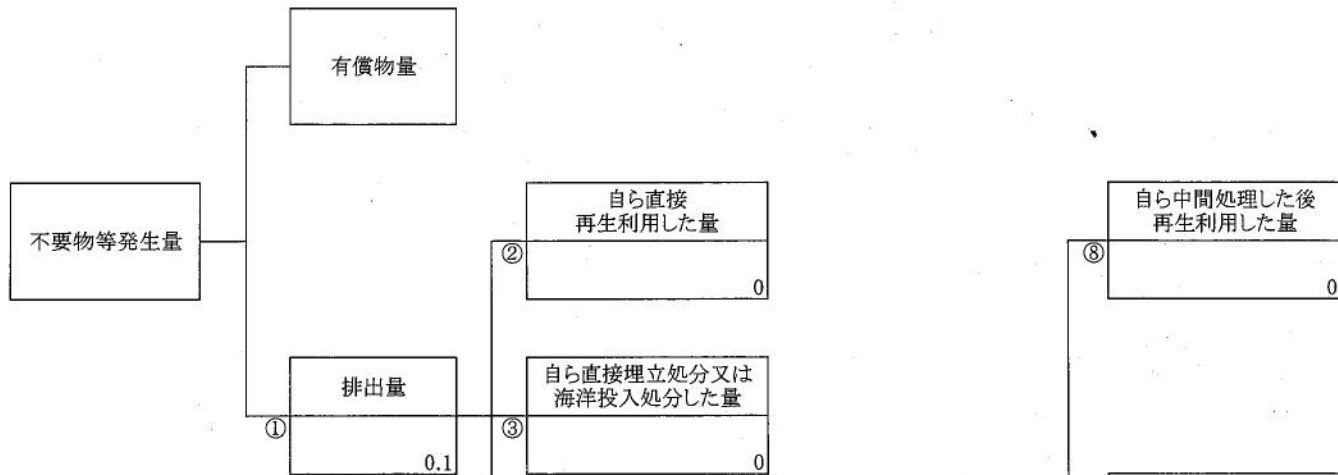 有償物量
不要物等発生量
自ら直接
再生利用した量
②
0
自ら中間処理した後
再生利用した量
⑧
0
排出量
①
0.1
自ら直接埋立処分又は
海洋投入処分した量
③
0